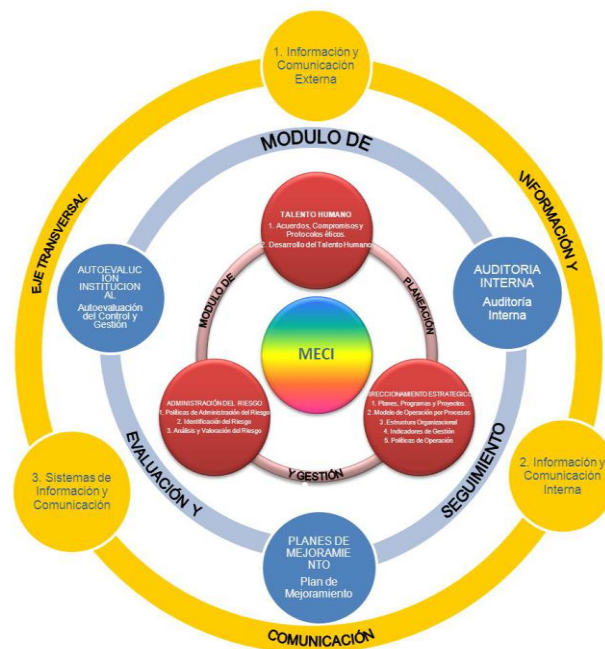 1. Información y
Comunicación
Externa
MODULO DE
EJE TRANSVERSAL
INFORMACIÓN Y
TALENTO HUMANO
1. Acuerdos, Compromisos y
Protocolos éticos.
2. Desarrollo del Talento Humano
AUTOEVALUC
IÓN
INSTITUCION
AL
Autoevaluación
del Control y
Gestión
AUDITORIA
INTERNA
Auditoría
Interna
MODULO DE
PLANEACIÓN
MECI
ADMINISTRACIÓN DEL RIESGO
1. Políticas de Administración del Riesgo
2. Identificación del Riesgo
3. Análisis y Valoración del Riesgo
DIRECCIONAMIENTO ESTRATEGICO
1. Planes, Programas y Proyectos.
2. Modelo de Operación por Procesos
3. Estructura Organizacional
4. Indicadores de Gestión
5. Políticas de Operación
Y GESTIÓN
EVALUACIÓN Y
SEGUIMIENTO
3. Sistemas de
Información y
Comunicación
2. Información y
Comunicación
Interna
PLANES DE
MEJORAMIE
NTO
Plan de
Mejoramiento
COMUNICACIÓN